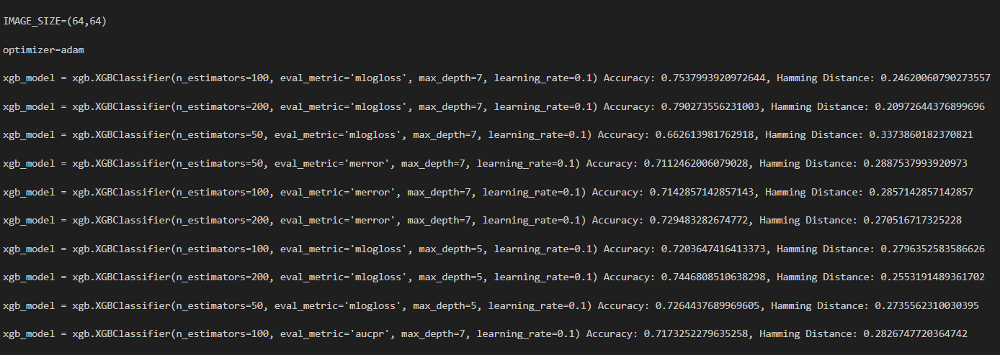 IMAGE_SIZE=(64,64)
optimizer=adam
xgb_model = xgb.XGBClassifier(n_estimators=100, eval_metric='mlogloss', max_depth=7, learning_rate=0.1) Accuracy: 0.7537993920972644, Hamming Distance: 0.24620060790273557
xgb_model = xgb.XGBClassifier(n_estimators=200, eval_metric='mlogloss', max_depth=7, learning_rate=0.1) Accuracy: 0.790273556231003, Hamming Distance: 0.20972644376899696
xgb_model = xgb.XGBClassifier(n_estimators=50, eval_metric='mlogloss', max_depth=7, learning_rate=0.1) Accuracy: 0.662613981762918, Hamming Distance: 0.3373860182370821
xgb_model = xgb.XGBClassifier(n_estimators=50, eval_metric='merror', max_depth=7, learning_rate=0.1) Accuracy: 0.7112462006079028, Hamming Distance: 0.2887537993920973
xgb_model = xgb.XGBClassifier(n_estimators=100, eval_metric='merror', max_depth=7, learning_rate=0.1) Accuracy: 0.7142857142857143, Hamming Distance: 0.2857142857142857
xgb_model = xgb.XGBClassifier(n_estimators=200, eval_metric='merror', max_depth=7, learning_rate=0.1) Accuracy: 0.729483282674772, Hamming Distance: 0.270516717325228
xgb_model = xgb.XGBClassifier(n_estimators=100, eval_metric='mlogloss', max_depth=5, learning_rate=0.1) Accuracy: 0.7203647416413373, Hamming Distance: 0.2796352583586626
xgb_model = xgb.XGBClassifier(n_estimators=200, eval_metric='mlogloss', max_depth=5, learning_rate=0.1) Accuracy: 0.7446808510638298, Hamming Distance: 0.2553191489361702
xgb_model = xgb.XGBClassifier(n_estimators=50, eval_metric='mlogloss', max_depth=5, learning_rate=0.1) Accuracy: 0.7264437689969605, Hamming Distance: 0.2735562310030395
xgb_model = xgb.XGBClassifier(n_estimators=100, eval_metric='aucpr', max_depth=7, learning_rate=0.1) Accuracy: 0.7173252279635258, Hamming Distance: 0.2826747720364742